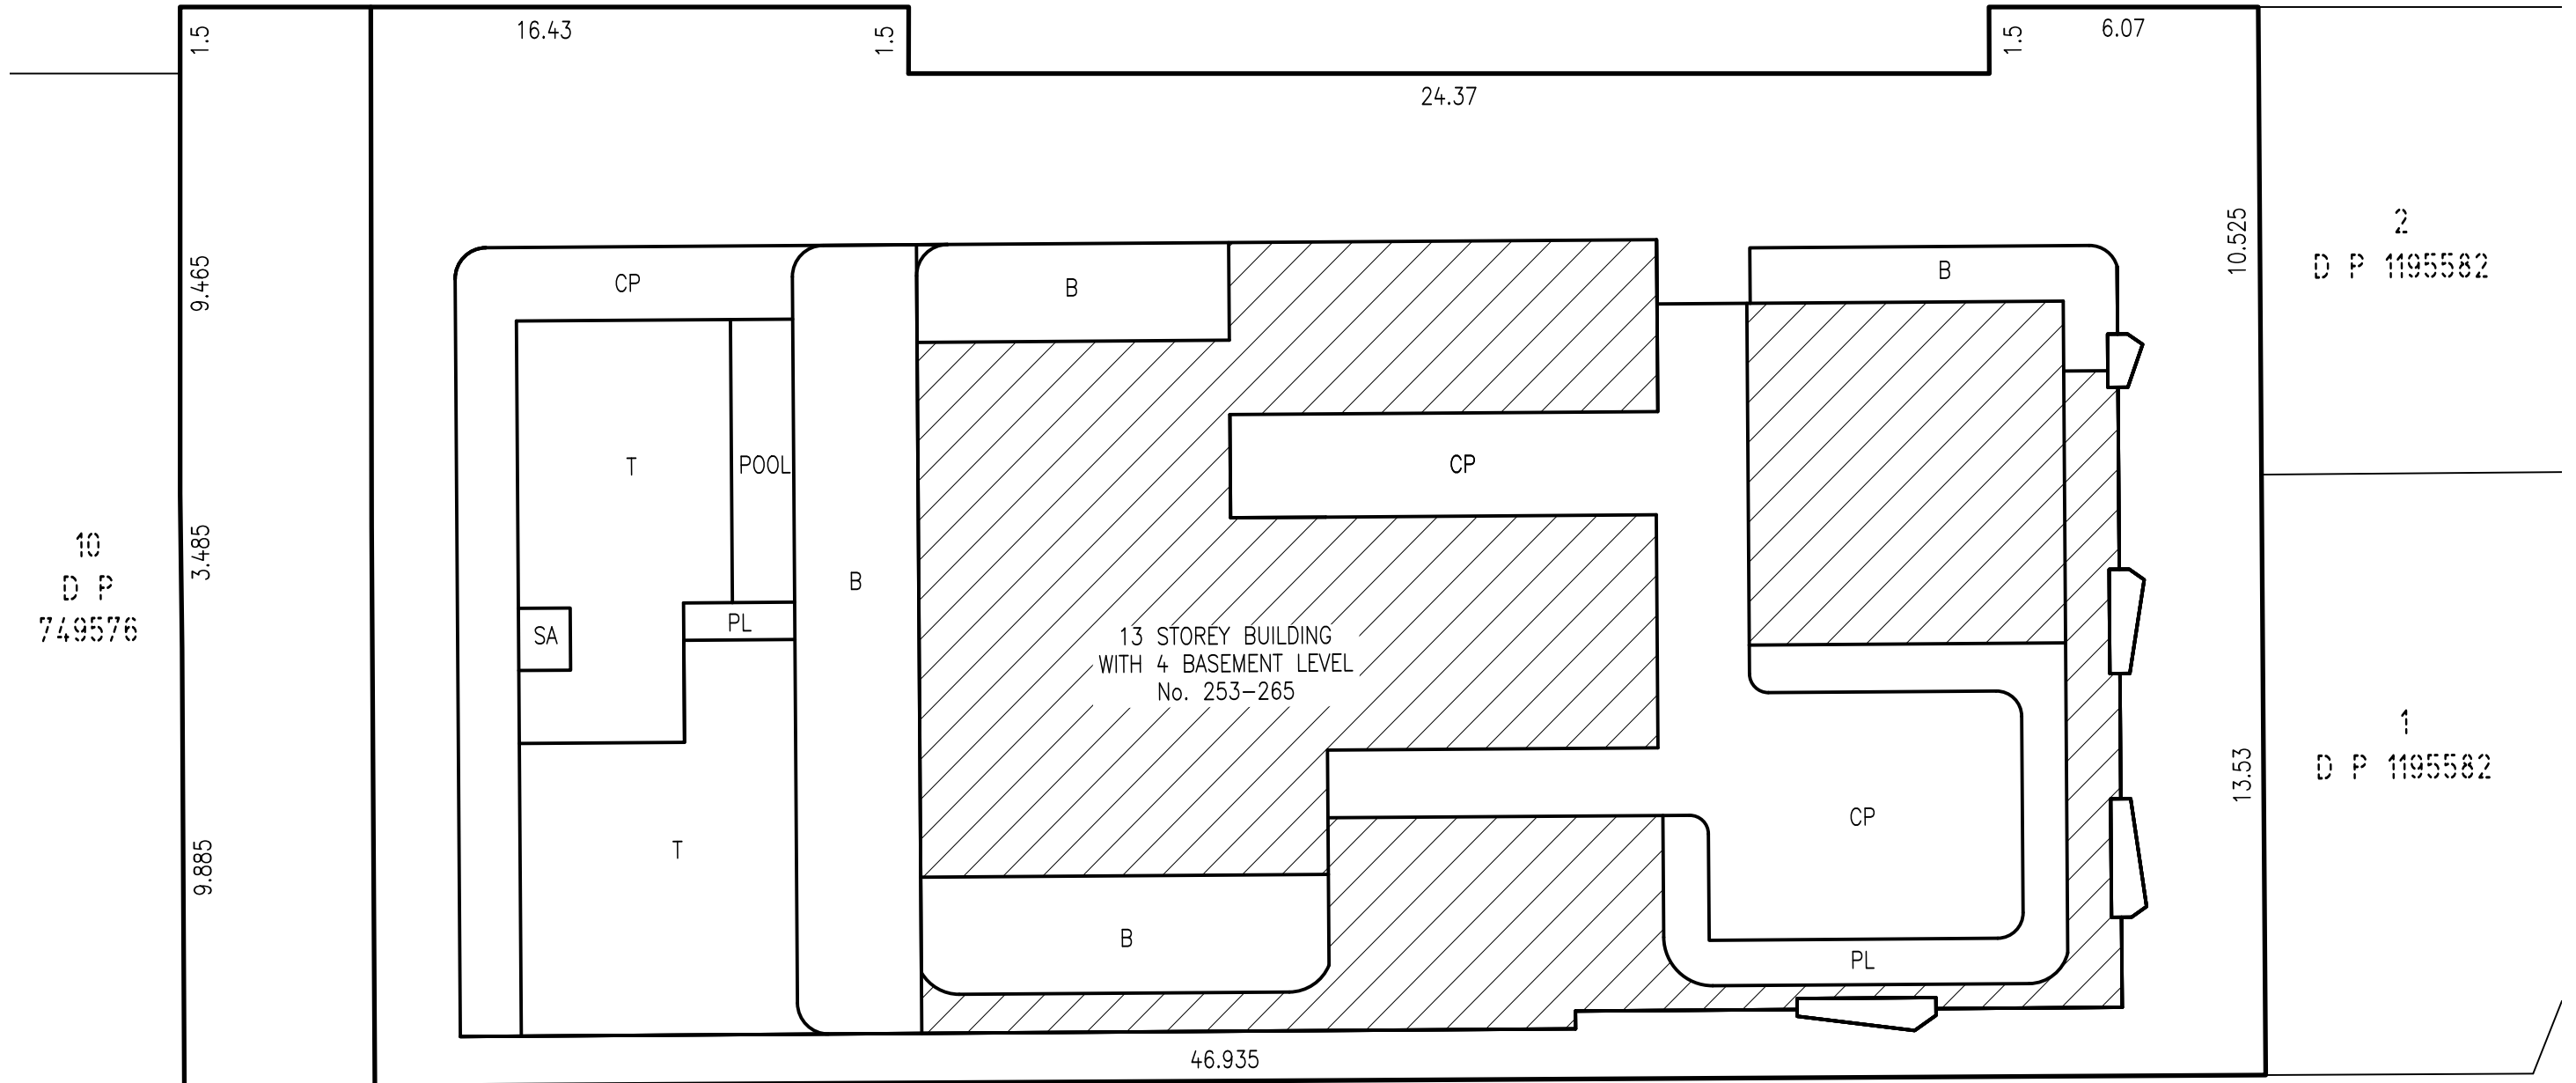 1.5
16.43
1.5
24.37
1.5
6.07
9.465
3.485
9.885
10.525
13.53
46.935
10
D P
749576
2
D P 1195582
1
D P 1195582
CP
B
B
T
POOL
CP
B
SA
PL
T
13 STOREY BUILDING
WITH 4 BASEMENT LEVEL
No. 253-265
B
CP
PL
B